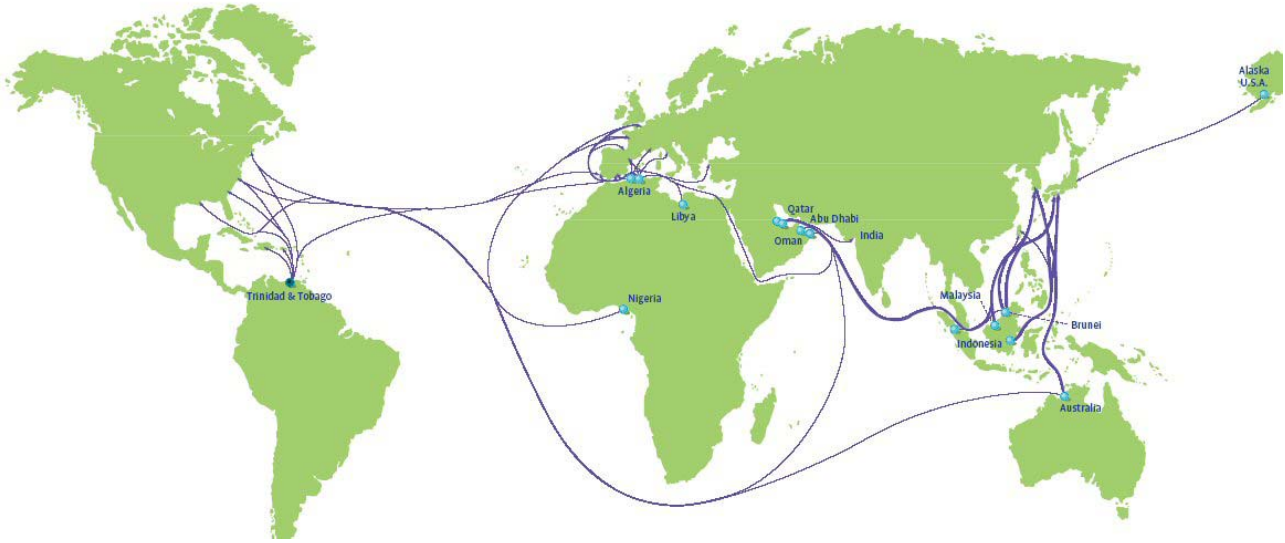 Alaska
U.S.A.
Algeria
Libya
Qatar
Abu Dhabi
Oman
India
Trinidad & Tobago
Nigeria
Malaysia
Brunei
Indonesia
Australia